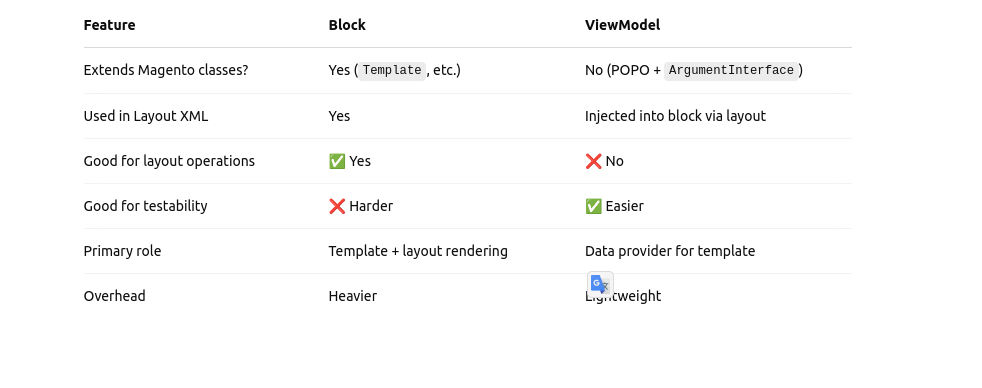 Feature Block ViewModel
Extends Magento classes? Yes (Template, etc.) No (POPO + ArgumentInterface)
Used in Layout XML Yes Injected into block via layout
Good for layout operations ✅ Yes ❌ No
Good for testability ❌ Harder ✅ Easier
Primary role Template + layout rendering Data provider for template
Overhead Heavier Lightweight